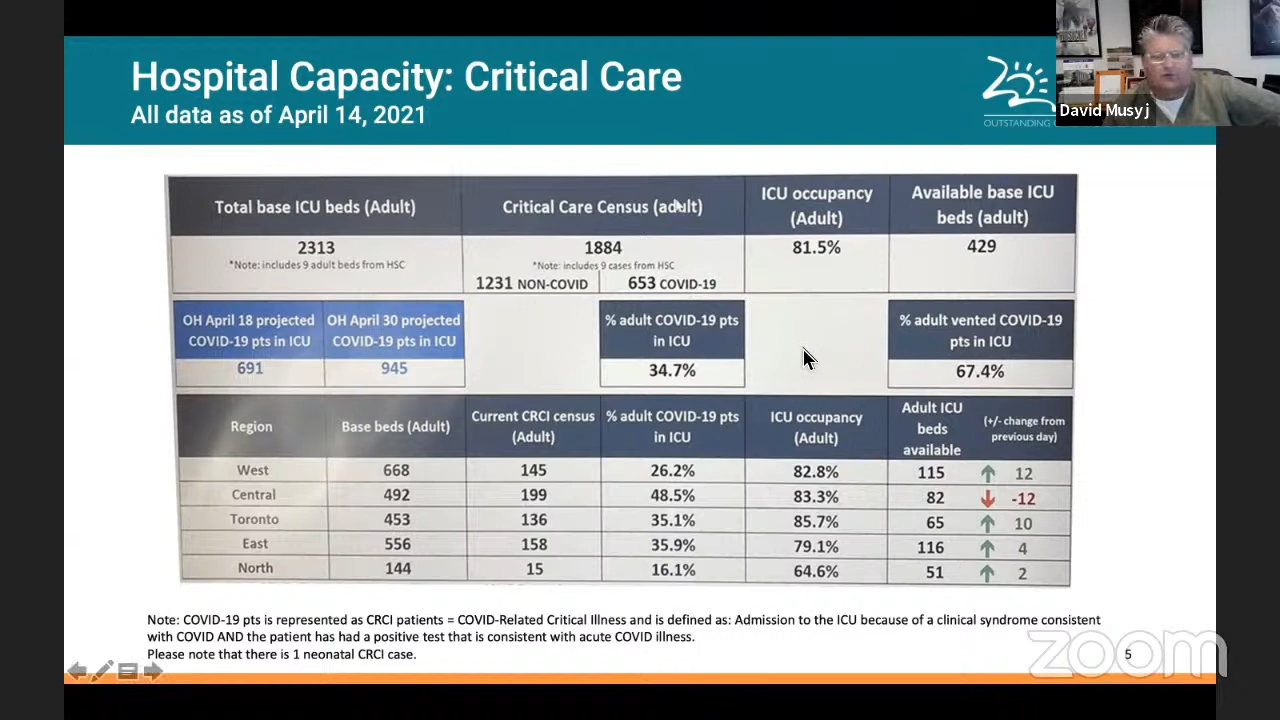 Hospital Capacity: Critical Care
All data as of April 14, 2021
OUTSTANDING
David Musyj
Total base ICU beds (Adult)
Critical Care Census (adult)
ICU occupancy
(Adult)
Available base ICU
beds (adult)
2313
*Note: includes 9 adult beds from HSC
1884
*Note: includes 9 cases from HSC
1231 NON-COVID
653 COVID-19
81.5%
429
OH April 18 projected
COVID-19 pts in ICU
OH April 30 projected
COVID-19 pts in ICU
% adult COVID-19 pts
in ICU
% adult vented COVID-19
pts in ICU
691
945
34.7%
67.4%
Region
Base beds (Adult)
Current CRCI census
(Adult)
% adult COVID-19 pts
in ICU
ICU occupancy
(Adult)
Adult ICU
beds
available
(+/- change from
previous day)
West 668 145 26.2% 82.8% 115 12
Central 492 199 48.5% 83.3% 82 -12
Toronto 453 136 35.1% 85.7% 65 10
East 556 158 35.9% 79.1% 116 4
North 144 15 16.1% 64.6% 51 2
Note: COVID-19 pts is represented as CRCI patients = COVID-Related Critical Illness and is defined as: Admission to the ICU because of a clinical syndrome consistent
with COVID AND the patient has had a positive test that is consistent with acute COVID illness.
Please note that there is 1 neonatal CRCI case.
5
zoom